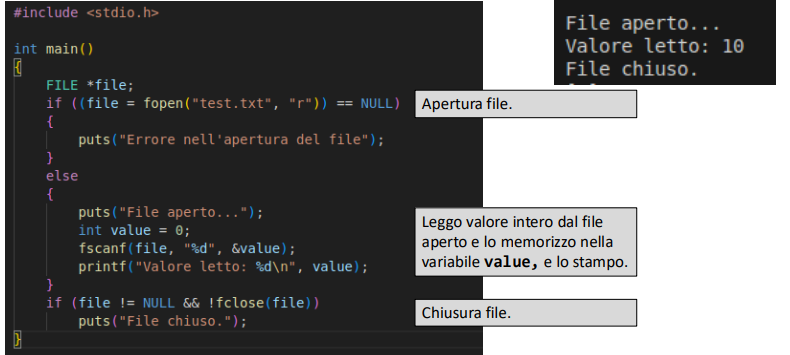 #include <stdio.h>
int main()
{
FILE *file;
if ((file = fopen("test.txt", "r")) == NULL)
{
puts("Errore nell'apertura del file");
}
else
{
puts("File aperto...");
int value = 0;
fscanf(file, "%d", &value);
printf("Valore letto: %d\n", value);
}
if (file != NULL && !fclose(file))
puts("File chiuso.");
}
File aperto...
Valore letto: 10
File chiuso.
Apertura file.
Leggo valore intero dal file
aperto e lo memorizzo nella
variabile value, e lo stampo.
Chiusura file.